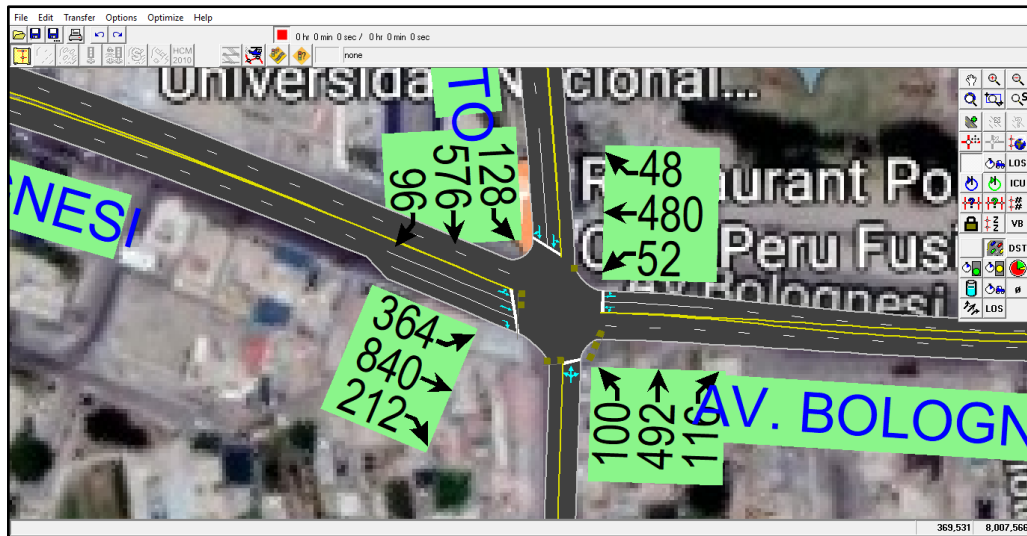 File Edit Transfer Options Optimize Help
0 hr 0 min 0 sec / 0 hr 0 min 0 sec
HCM
2010
none
Universida Nacional...
TO
128
576
96
48
480
52
Restaurant Po
Peru Fusi
Av Bolognesi
GNESI
364
840
212
100
492
116
AV. BOLOGN
LOS
ICU
VB
DST
ø
LOS
369,531 8,007,566